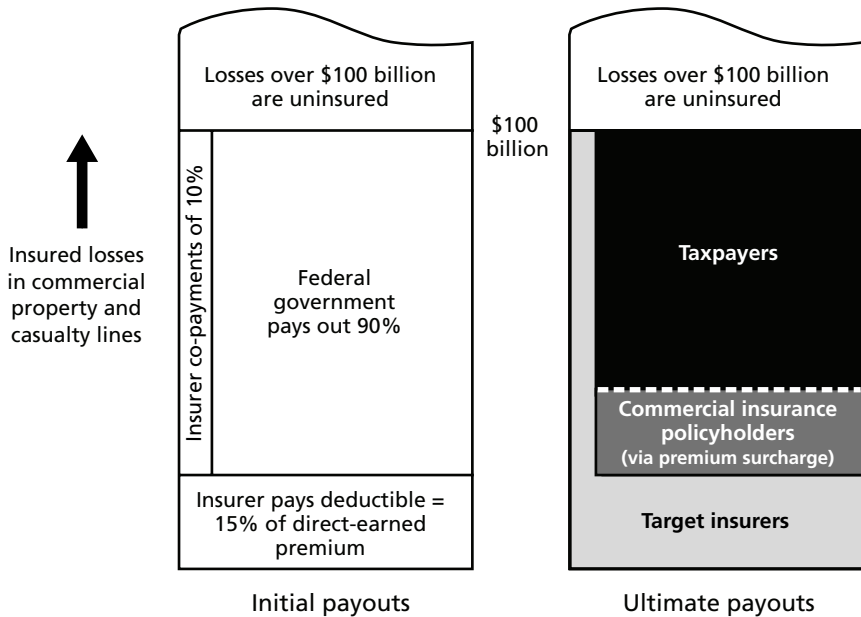 Losses over $100 billion
are uninsured
Losses over $100 billion
are uninsured
$100
billion
Insured losses
in commercial
property and
casualty lines
Insurer co-payments of 10%
Federal
government
pays out 90%
Taxpayers
Commercial insurance
policyholders
(via premium surcharge)
Insurer pays deductible =
15% of direct-earned
premium
Target insurers
Initial payouts
Ultimate payouts